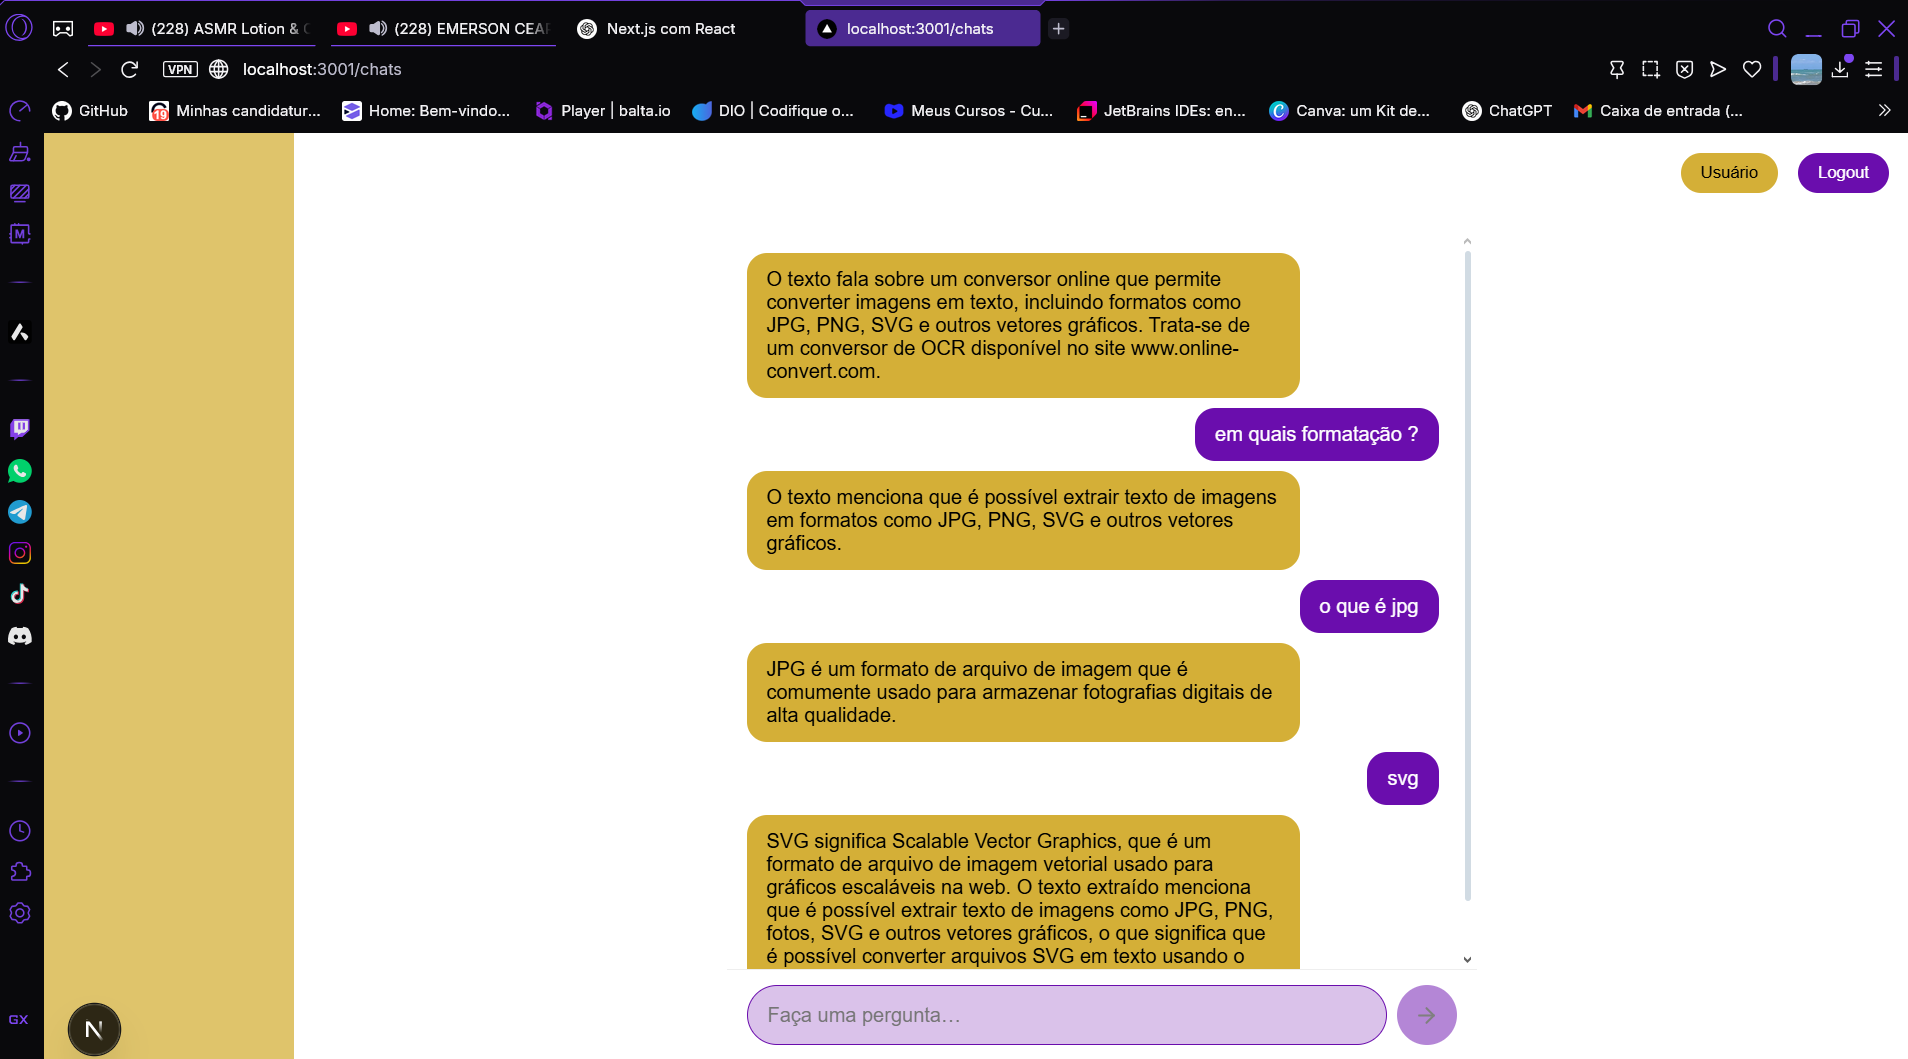 (228) ASMR Lotion &
(228) EMERSON CEAF
Next.js com React
localhost:3001/chats
VPN
localhost:3001/chats
GitHub
Minhas candidatur...
Home: Bem-vindo...
Player | balta.io
DIO | Codifique o...
Meus Cursos - Cu...
JetBrains IDEs: en...
Canva: um Kit de...
ChatGPT
Caixa de entrada (...
19
M
Usuário
Logout
O texto fala sobre um conversor online que permite
converter imagens em texto, incluindo formatos como
JPG, PNG, SVG e outros vetores gráficos. Trata-se de
um conversor de OCR disponível no site www.online-
convert.com.
em quais formatação ?
O texto menciona que é possível extrair texto de imagens
em formatos como JPG, PNG, SVG e outros vetores
gráficos.
o que é jpg
JPG é um formato de arquivo de imagem que é
comumente usado para armazenar fotografias digitais de
alta qualidade.
svg
SVG significa Scalable Vector Graphics, que é um
formato de arquivo de imagem vetorial usado para
gráficos escaláveis na web. O texto extraído menciona
que é possível extrair texto de imagens como JPG, PNG,
fotos, SVG e outros vetores gráficos, o que significa que
é possível converter arquivos SVG em texto usando o
Faça uma pergunta...
GX
N